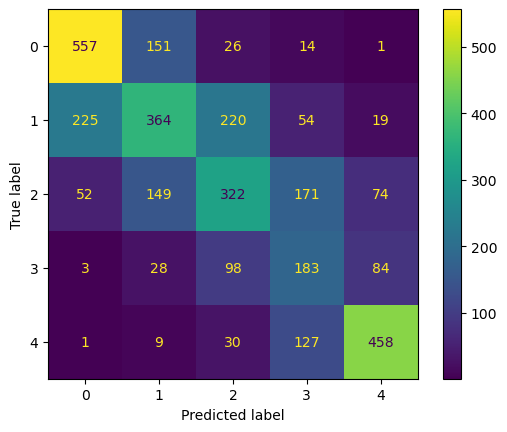 0 557 151 26 14 1
1 225 364 220 54 19
2 52 149 322 171 74
3 3 28 98 183 84
4 1 9 30 127 458
0 1 2 3 4
Predicted label
True label
500
400
300
200
100